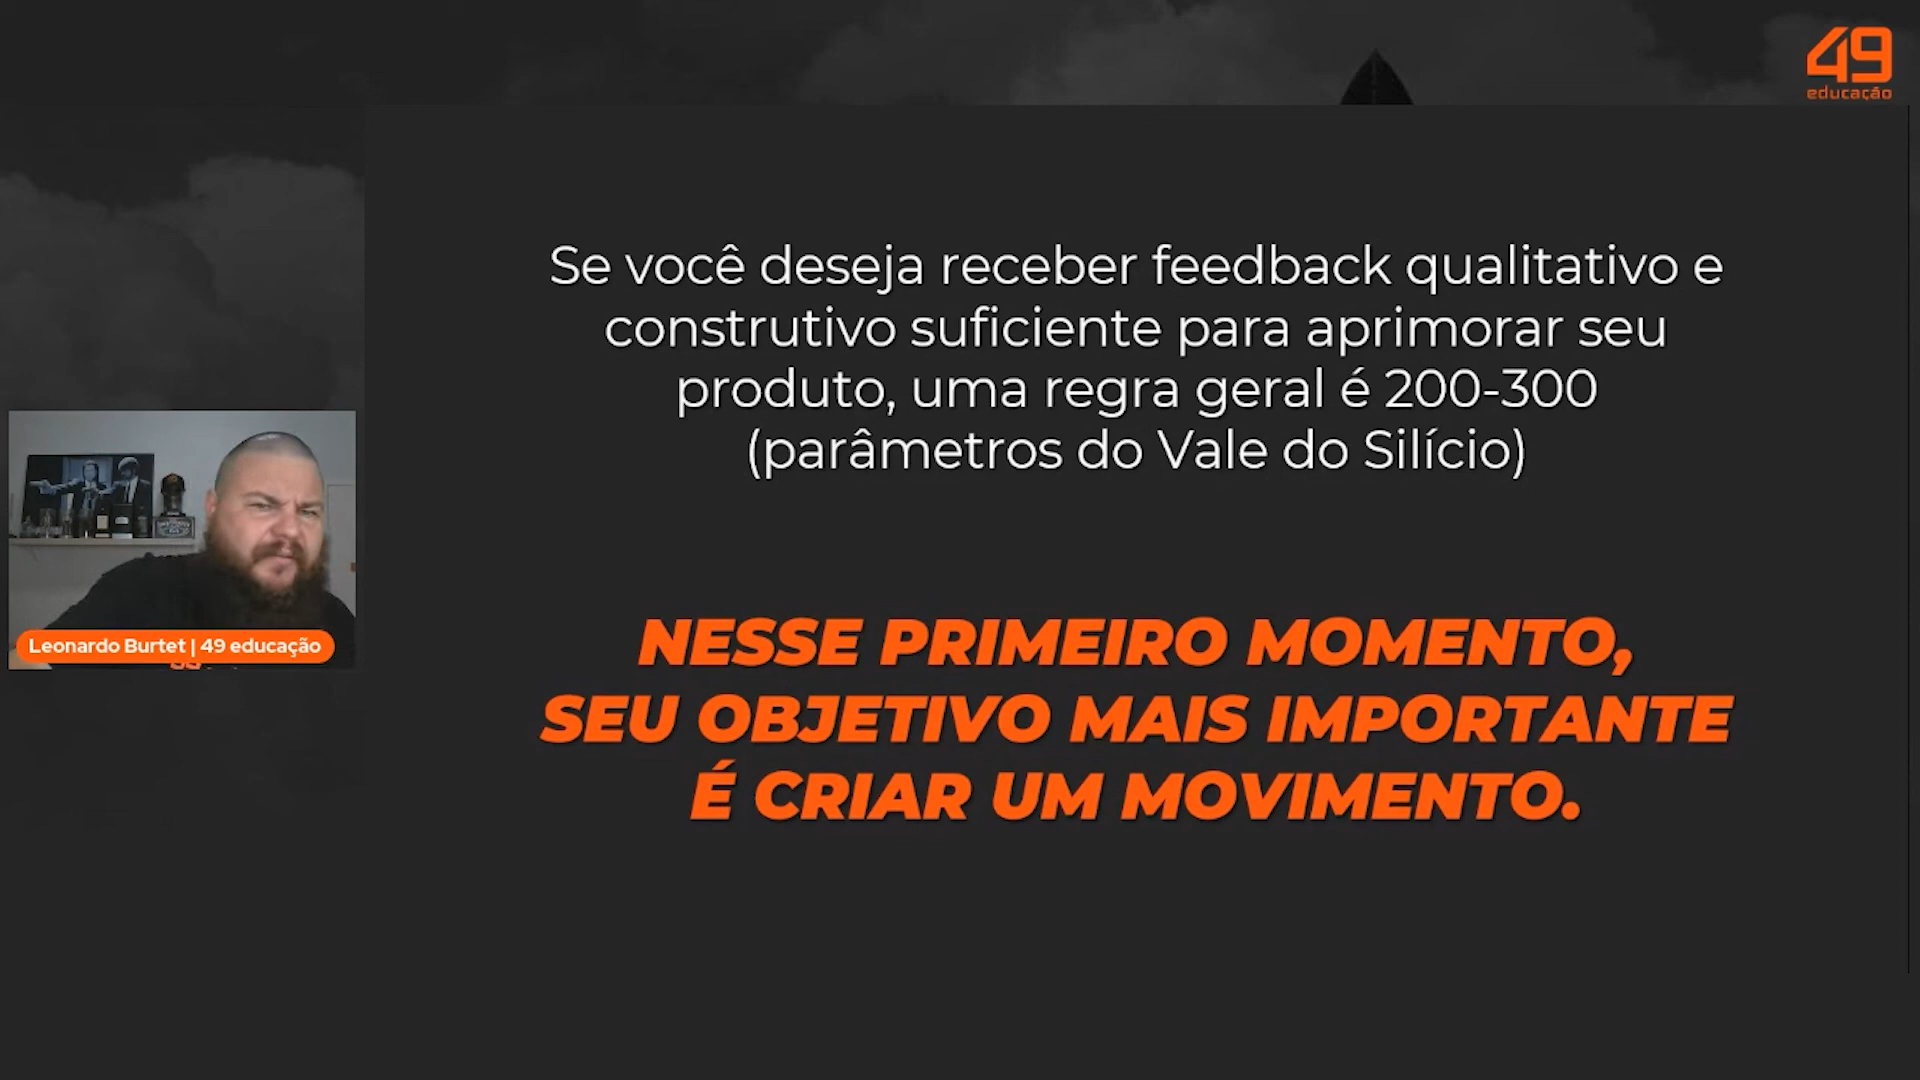 49
educação
Se você deseja receber feedback qualitativo e
construtivo suficiente para aprimorar seu
produto, uma regra geral é 200-300
(parâmetros do Vale do Silício)
NESSE PRIMEIRO MOMENTO,
SEU OBJETIVO MAIS IMPORTANTE
É CRIAR UM MOVIMENTO.
Leonardo Burtet | 49 educação